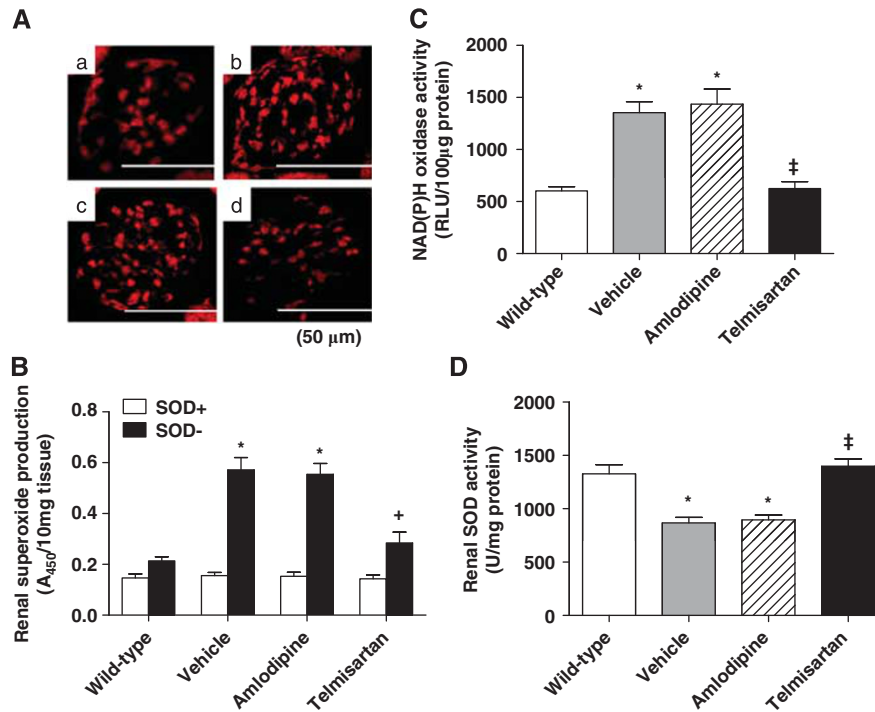 A
a
b
c
d
(50 μm)
B
Renal superoxide production
(A450/10mg tissue)
0.8
0.6
0.4
0.2
0.0
SOD+
SOD-
*
*
+
Wild-type
Vehicle
Amlodipine
Telmisartan
C
NAD(P)H oxidase activity
(RLU/100μg protein)
2000
1500
1000
500
0
*
*
‡
Wild-type
Vehicle
Amlodipine
Telmisartan
D
Renal SOD activity
(U/mg protein)
2000
1500
1000
500
0
*
*
‡
Wild-type
Vehicle
Amlodipine
Telmisartan